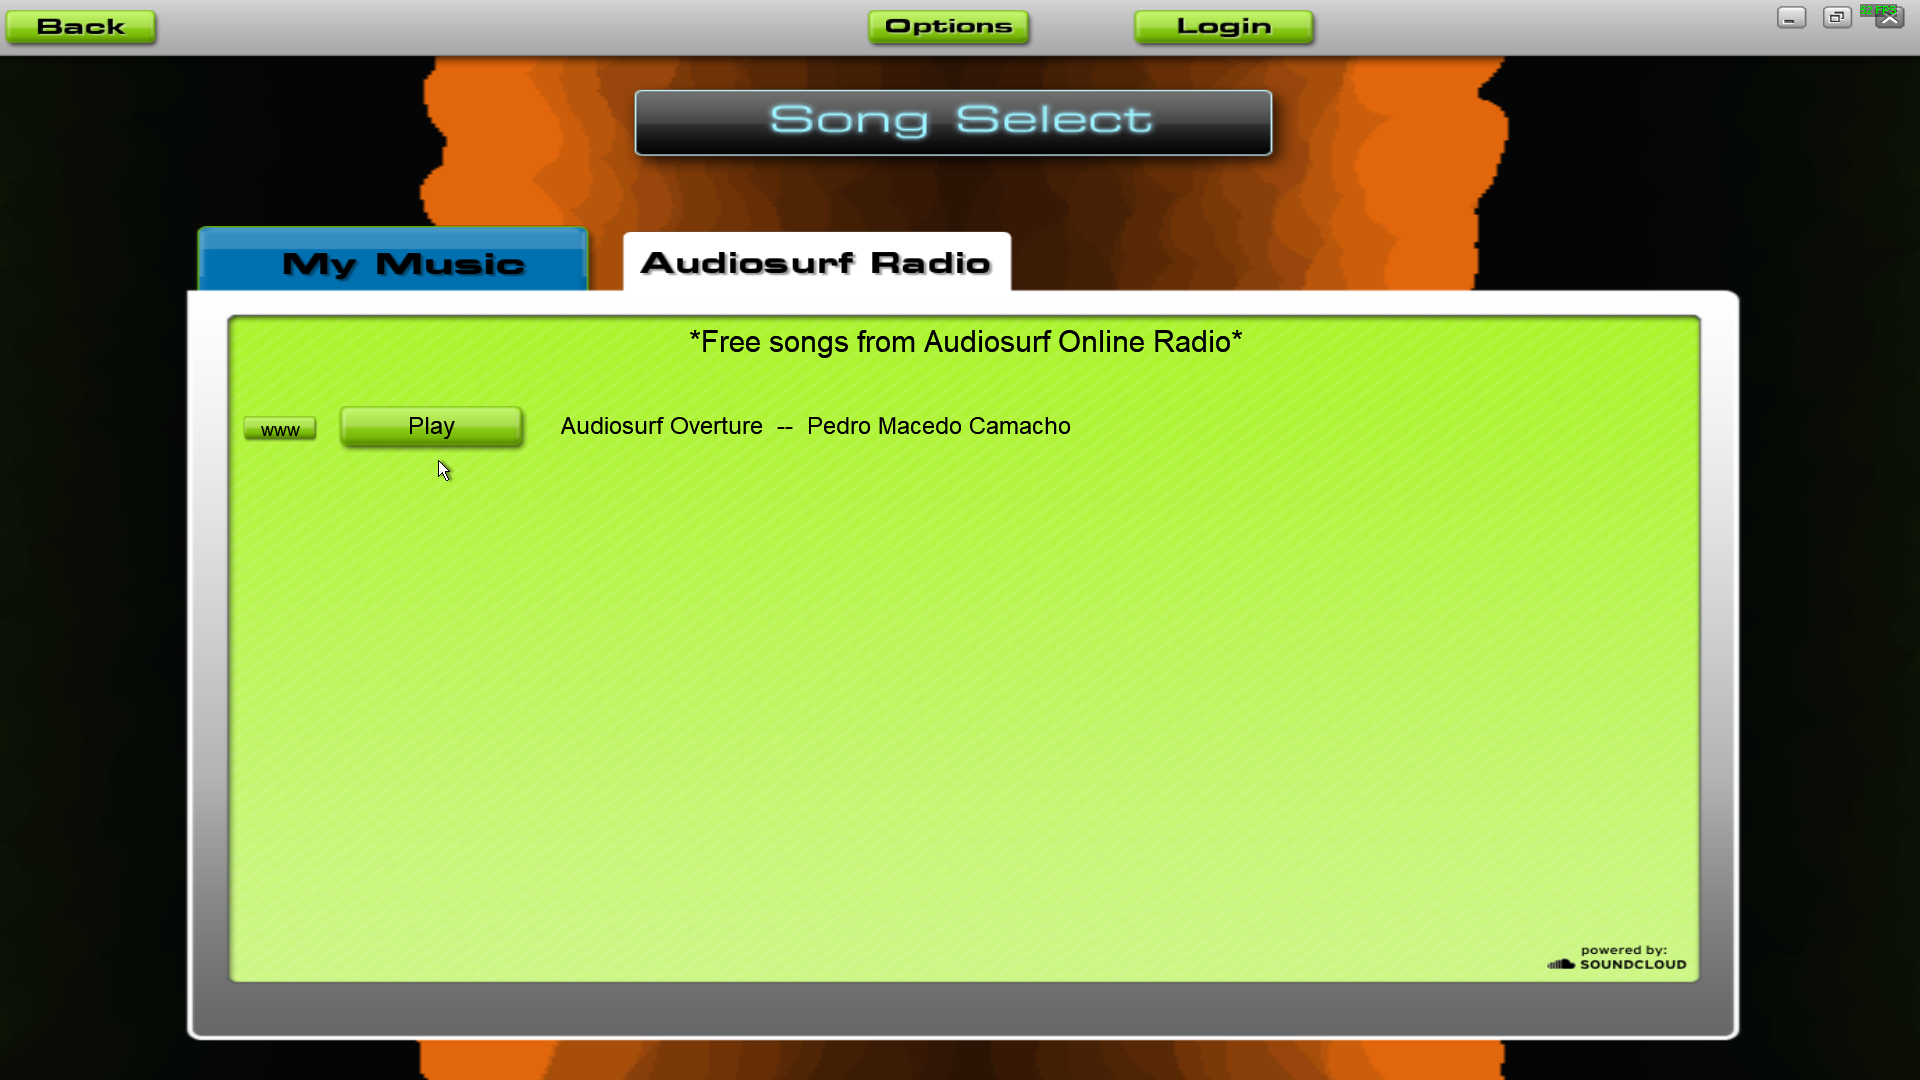 Back
Options
Login
Song Select
My Music
Audiosurf Radio
*Free songs from Audiosurf Online Radio*
www
Play
Audiosurf Overture -- Pedro Macedo Camacho
powered by:
SOUNDCLOUD